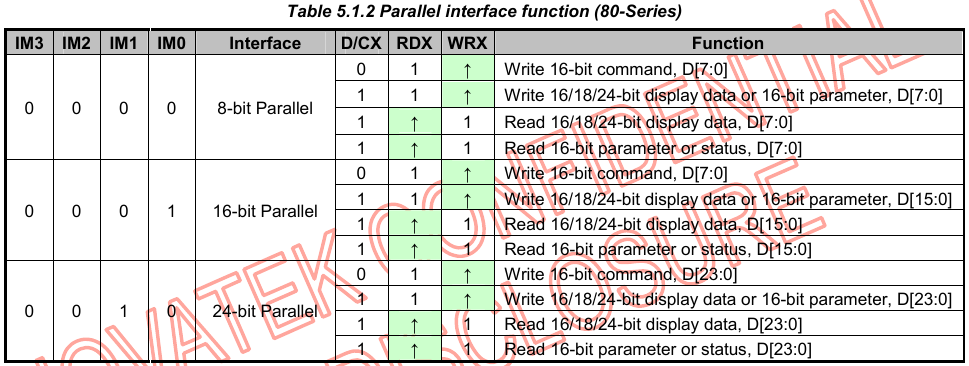 Table 5.1.2 Parallel interface function (80-Series)
IM3 IM2 IM1 IM0 Interface D/CX RDX WRX Function
0 0 0 0 8-bit Parallel
0 1 ↑ Write 16-bit command, D[7:0]
1 1 ↑ Write 16/18/24-bit display data or 16-bit parameter, D[7:0]
1 ↑ 1 Read 16/18/24-bit display data, D[7:0]
1 ↑ 1 Read 16-bit parameter or status, D[7:0]
0 0 0 1 16-bit Parallel
0 1 ↑ Write 16-bit command, D[7:0]
1 1 ↑ Write 16/18/24-bit display data or 16-bit parameter, D[15:0]
1 ↑ 1 Read 16/18/24-bit display data, D[15:0]
1 ↑ 1 Read 16-bit parameter or status, D[15:0]
0 0 1 0 24-bit Parallel
0 1 ↑ Write 16-bit command, D[23:0]
1 1 ↑ Write 16/18/24-bit display data or 16-bit parameter, D[23:0]
1 ↑ 1 Read 16/18/24-bit display data, D[23:0]
1 ↑ 1 Read 16-bit parameter or status, D[23:0]
OVATEK CONFIDENTIAL
DISCLOSURE